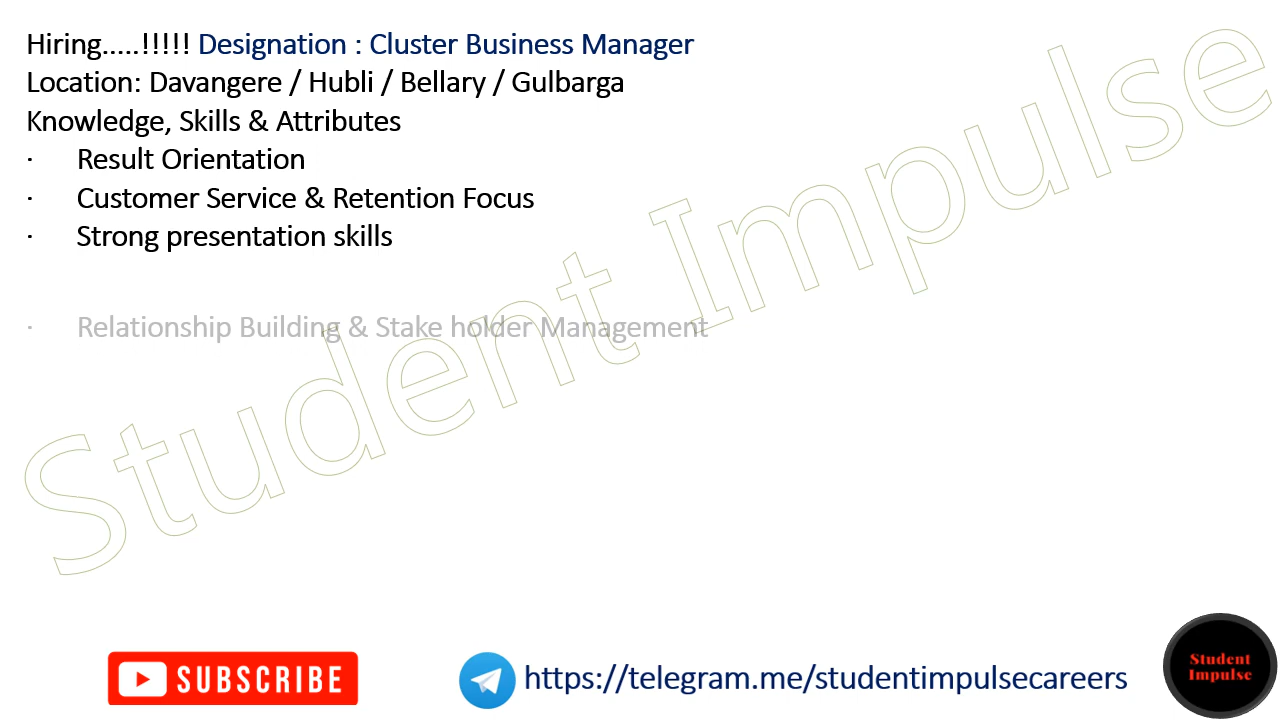 Hiring.....!!!!! Designation : Cluster Business Manager
Location: Davangere / Hubli / Bellary / Gulbarga
Knowledge, Skills & Attributes
· Result Orientation
· Customer Service & Retention Focus
· Strong presentation skills
· Relationship Building & Stake holder Management
Student Impulse
SUBSCRIBE
https://telegram.me/studentimpulsecareers
Student
Impulse